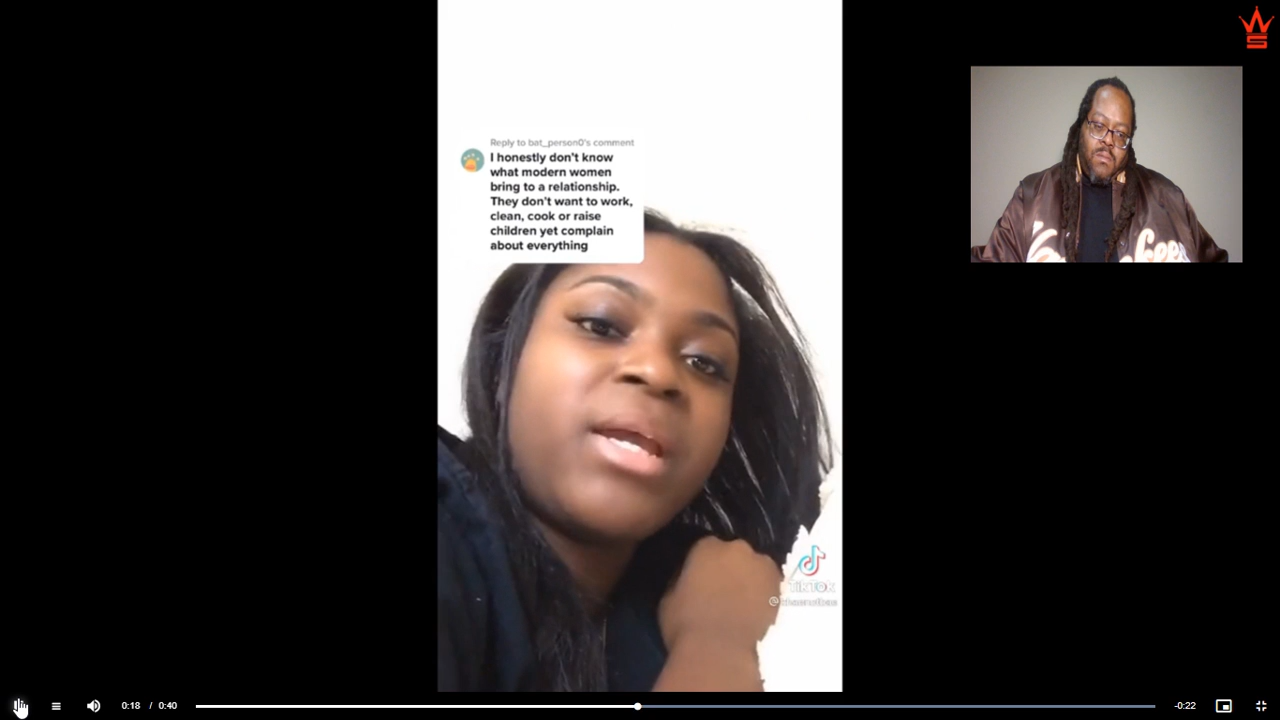 Reply to bat_person0's comment
I honestly don't know
what modern women
bring to a relationship.
They don't want to work,
clean, cook or raise
children yet complain
about everything
TikTok
0:18 / 0:40
-0:22